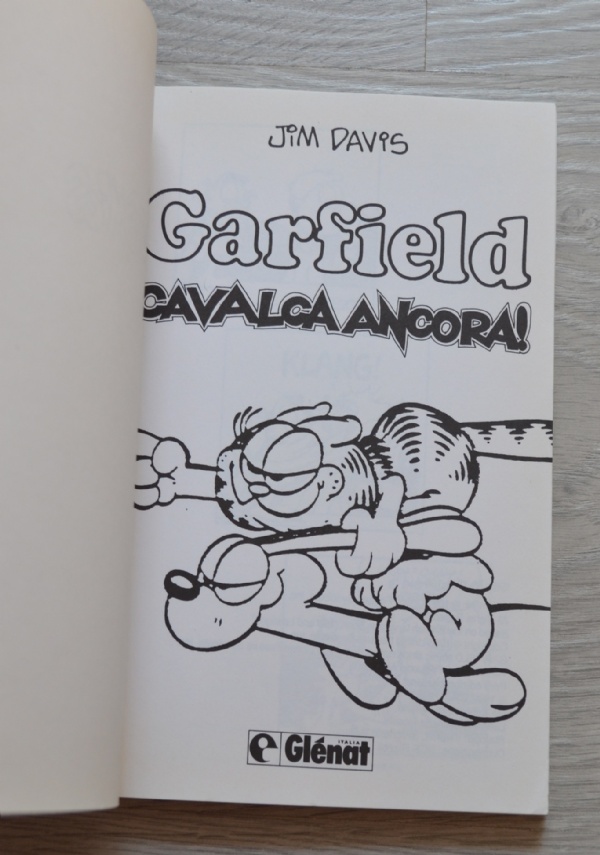 JIM DAVIS
Garfield
CAVALCA ANCORA!
e Glénat
ITALIA